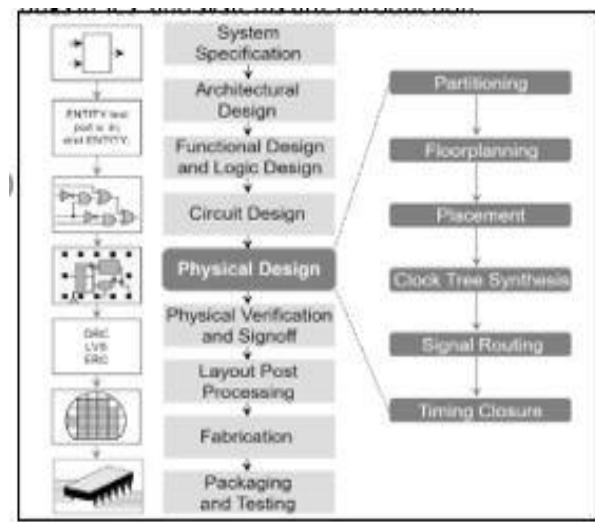 System
Specification
Architectural
Design
Functional Design
and Logic Design
Circuit Design
Physical Design
Physical Verification
and Signoff
Layout Post
Processing
Fabrication
Packaging
and Testing
ENTITY test
port a: in;
end ENTITY;
DRC
LVS
ERC
Partitioning
Floorplanning
Placement
Clock Tree Synthesis
Signal Routing
Timing Closure